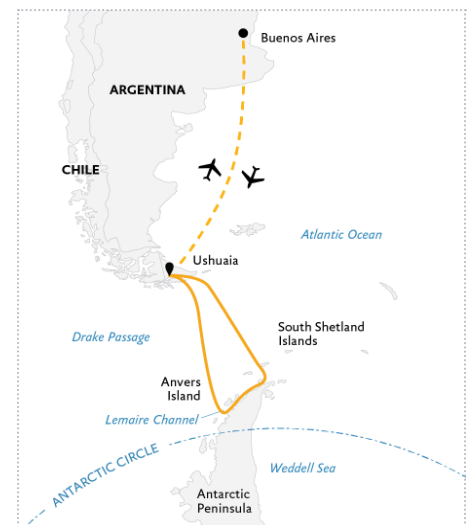 Buenos Aires
ARGENTINA
CHILE
Atlantic Ocean
Ushuaia
Drake Passage
South Shetland
Islands
Anvers
Island
Lemaire Channel
ANTARCTIC CIRCLE
Weddell Sea
Antarctic
Peninsula